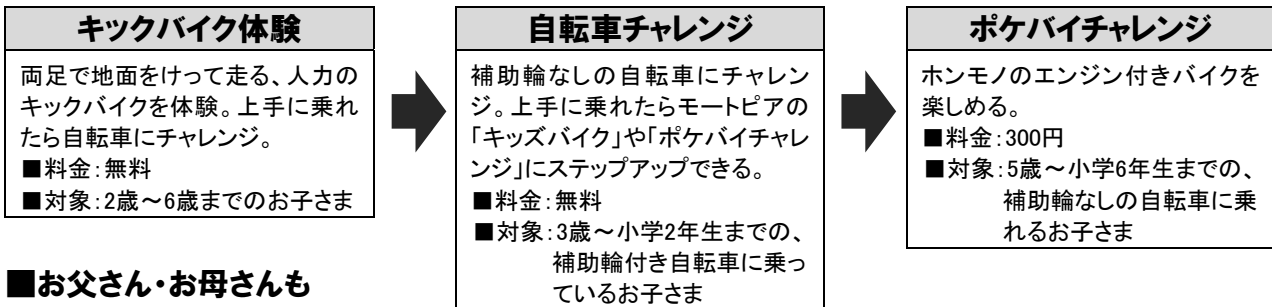 キックバイク体験
両足で地面をけって走る、人力の
キックバイクを体験。上手に乗れ
たら自転車にチャレンジ。
■料金：無料
■対象：2歳～6歳までのお子さま
自転車チャレンジ
補助輪なしの自転車にチャレン
ジ。上手に乗れたらモートピアの
「キッズバイク」や「ポケバイチャレ
ンジ」にステップアップできる。
■料金：無料
■対象：3歳～小学2年生までの、
補助輪付き自転車に乗っ
ているお子さま
ポケバイチャレンジ
ホンモノのエンジン付きバイクを
楽しめる。
■料金：300円
■対象：5歳～小学6年生までの、
補助輪なしの自転車に乗
れるお子さま
■お父さん・お母さんも